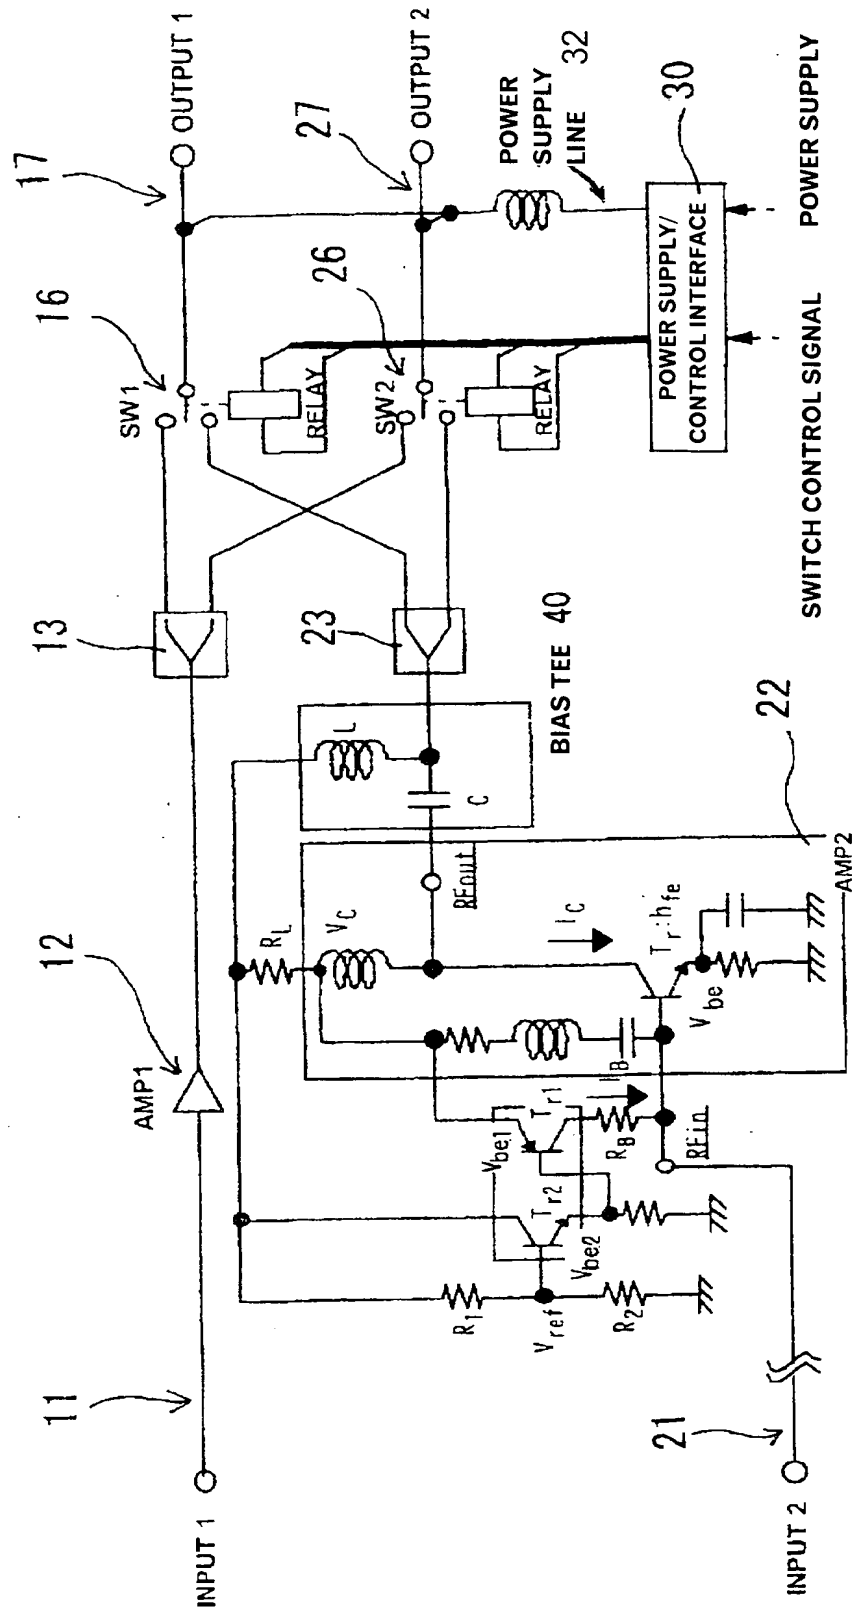 INPUT 1
11
AMP1
12
13
SW1
16
17
OUTPUT 1
RELAY
SW2
26
27
OUTPUT 2
RELAY
POWER
SUPPLY
LINE 32
POWER SUPPLY/
CONTROL INTERFACE
30
SWITCH CONTROL SIGNAL
POWER SUPPLY
23
BIAS TEE 40
L
C
22
AMP2
RFout
RL
VC
IC
Tr:hfe
Vbe
IB
Tr1
Vbe1
RB
RFin
Tr2
Vbe2
R1
Vref
R2
21
INPUT 2